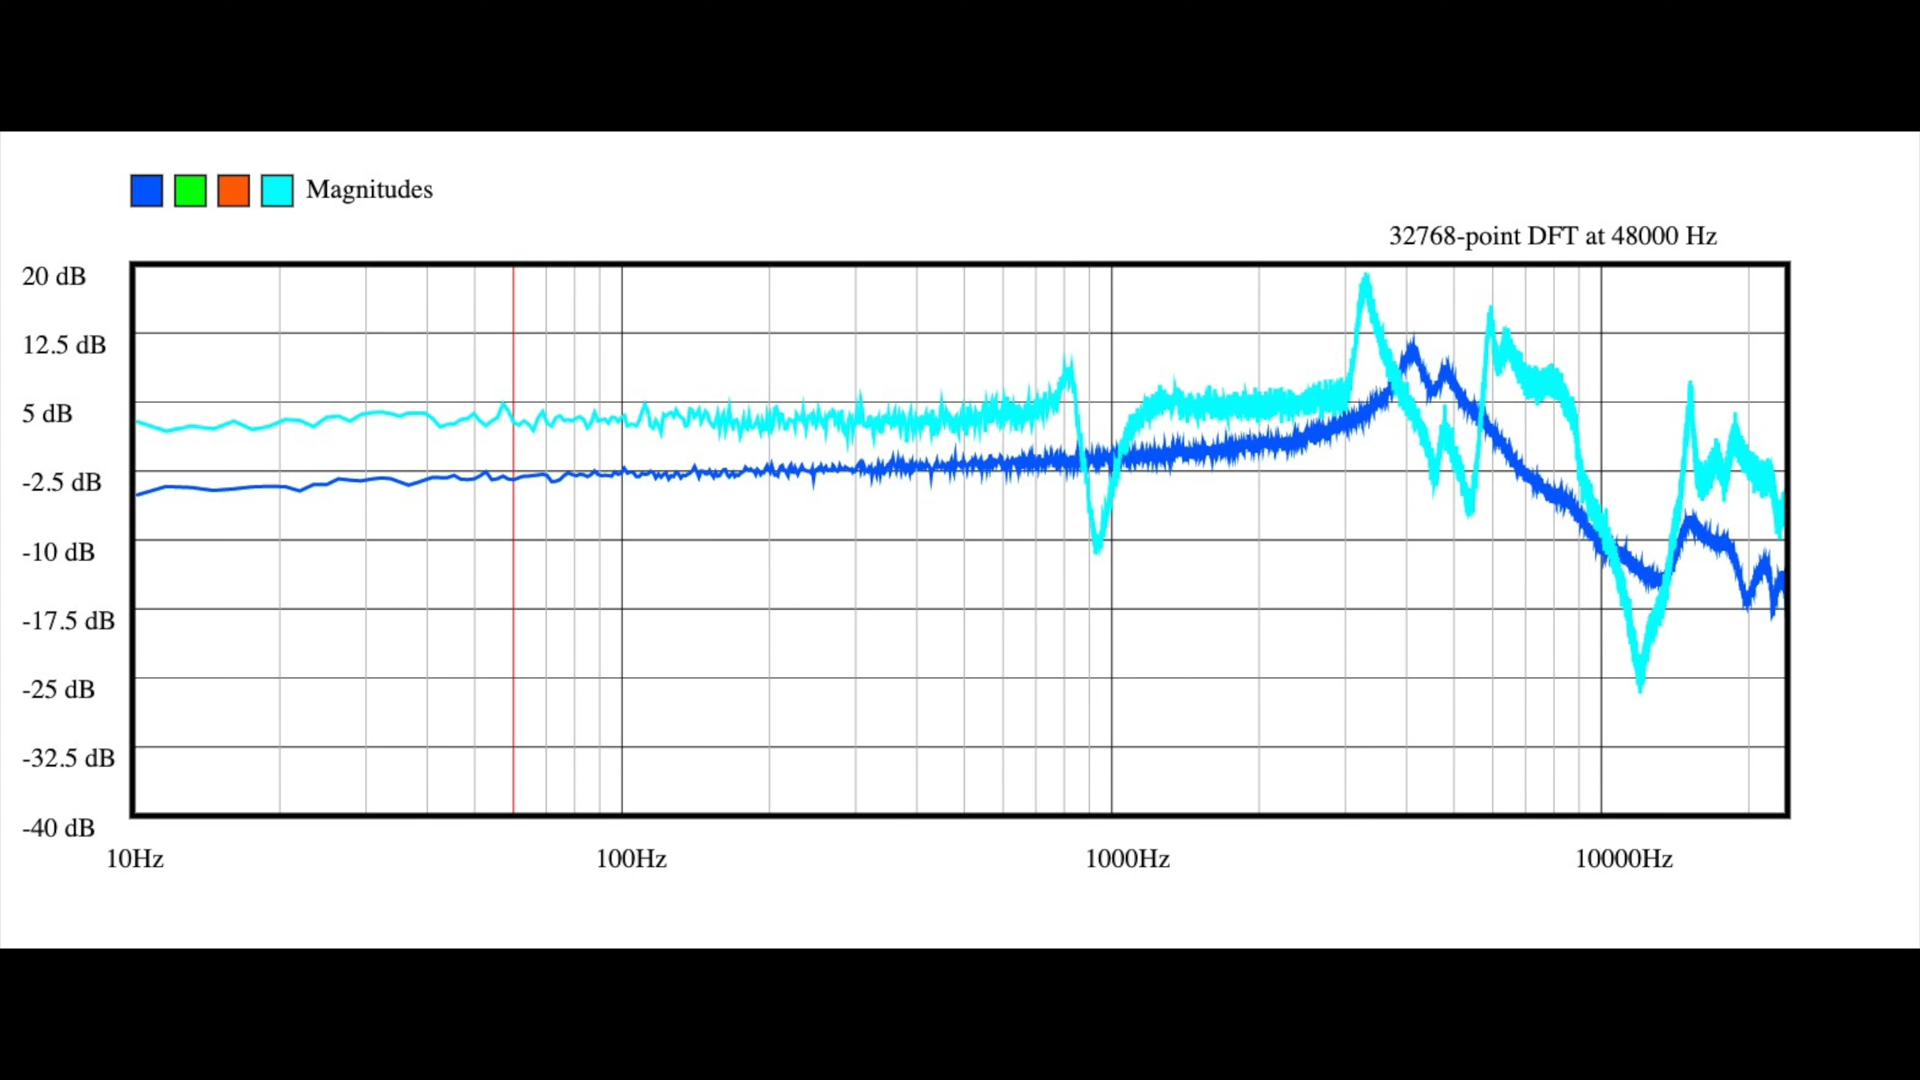 Magnitudes
32768-point DFT at 48000 Hz
20 dB
12.5 dB
5 dB
-2.5 dB
-10 dB
-17.5 dB
-25 dB
-32.5 dB
-40 dB
10Hz 100Hz 1000Hz 10000Hz